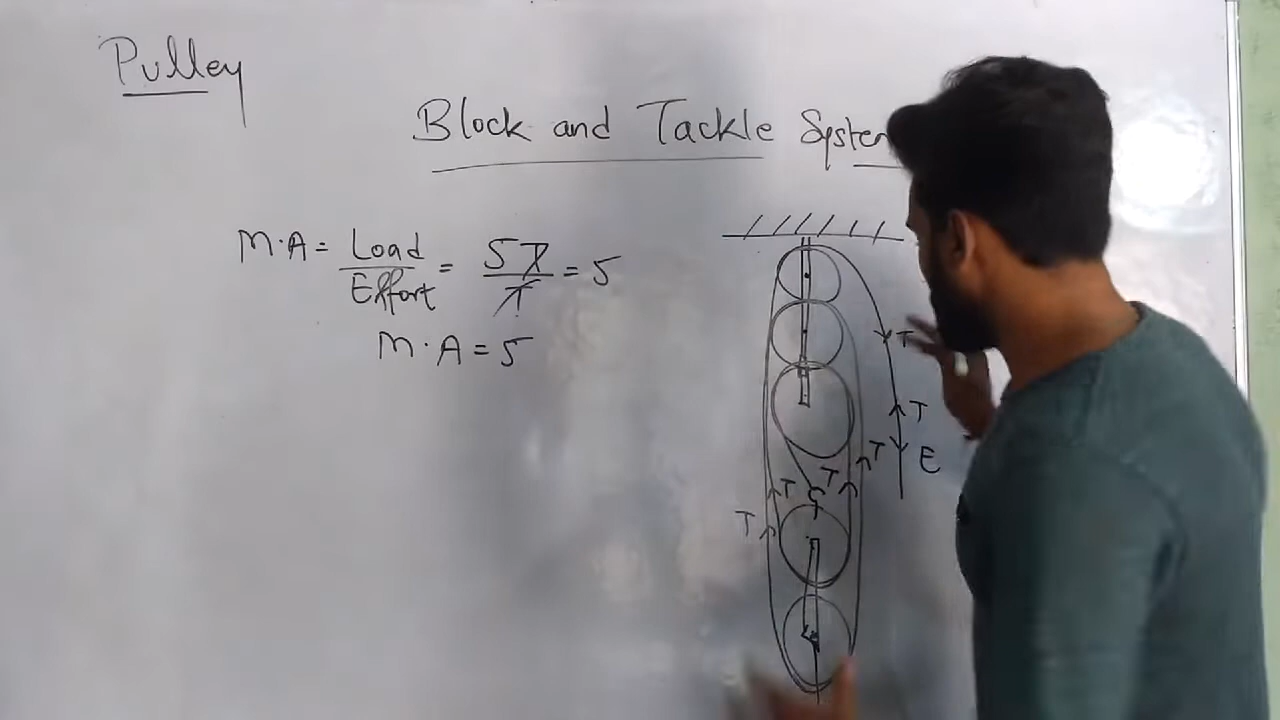 Pulley
Block and Tackle System
M.A = Load/Effort = 5T/T = 5
M.A = 5
T
T
E
T
T
T
T